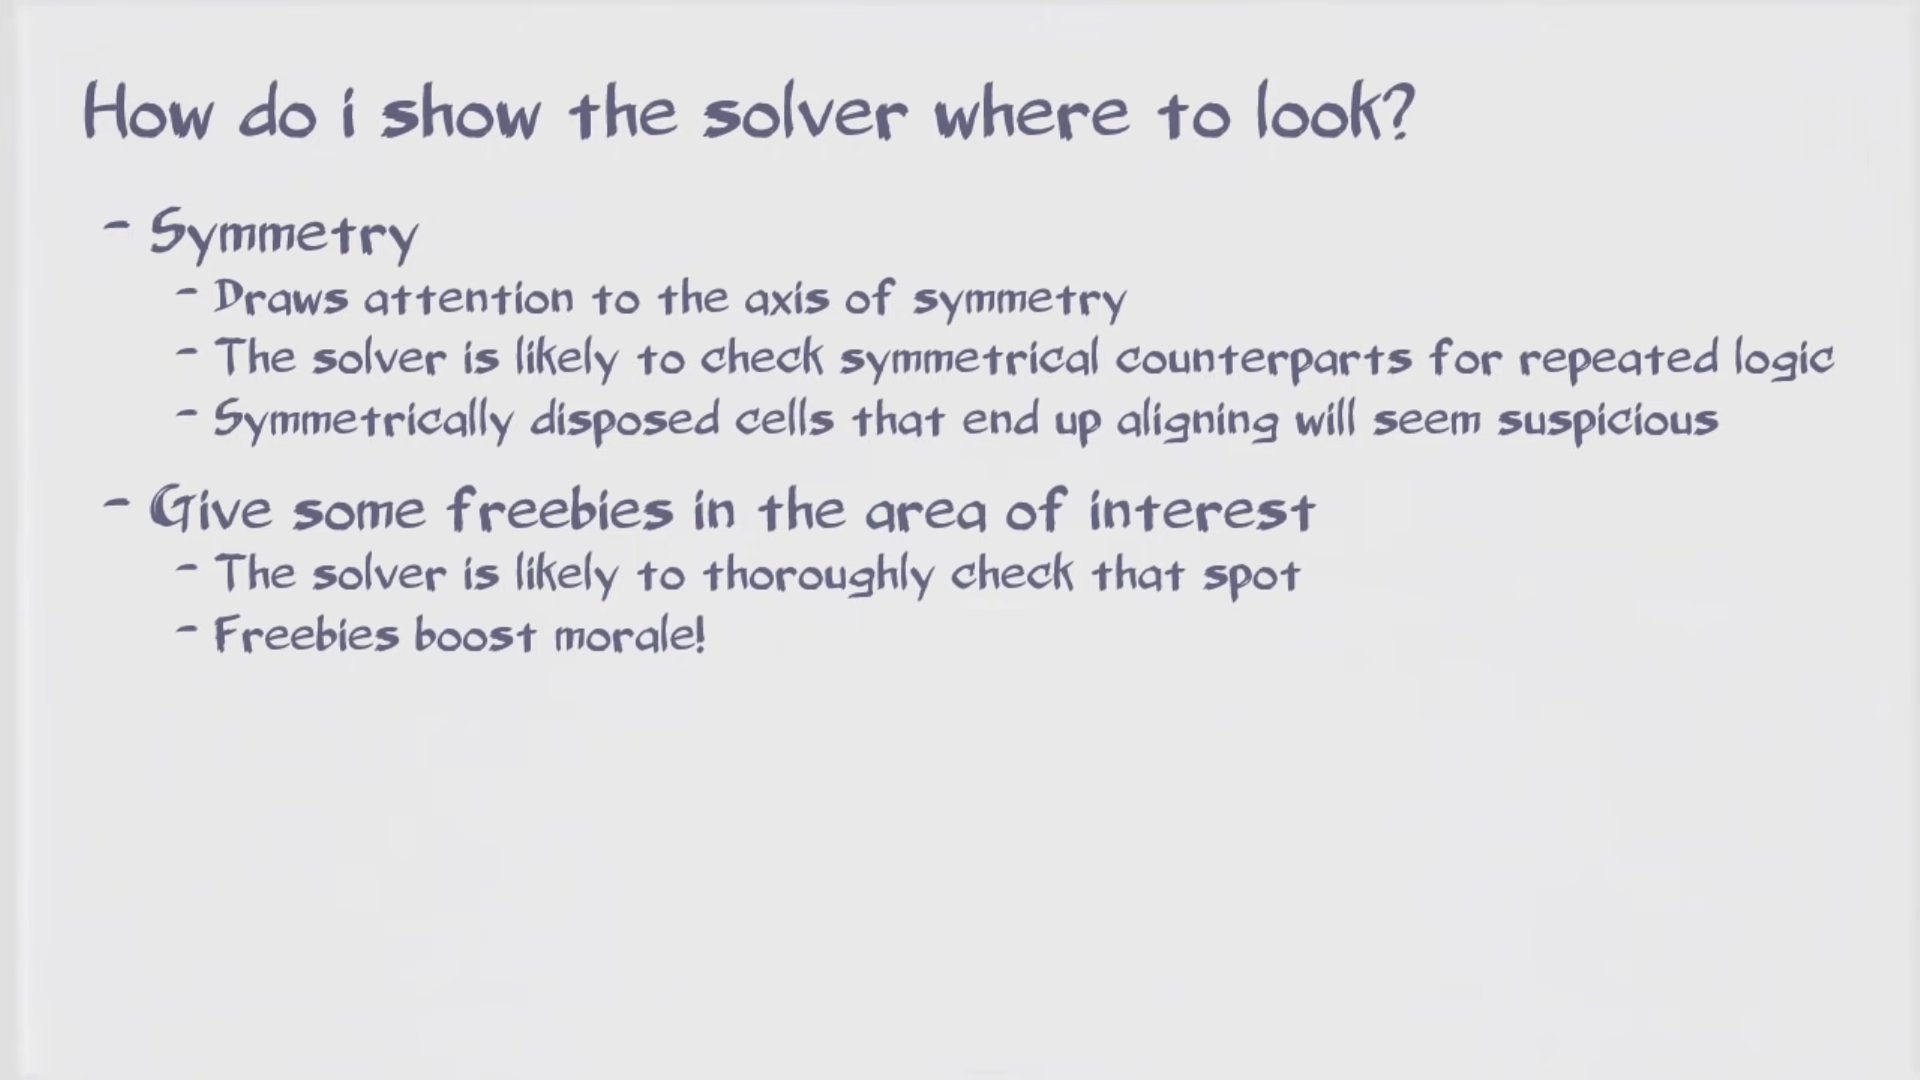 How do i show the solver where to look?
- Symmetry
- Draws attention to the axis of symmetry
- The solver is likely to check symmetrical counterparts for repeated logic
- Symmetrically disposed cells that end up aligning will seem suspicious
- Give some freebies in the area of interest
- The solver is likely to thoroughly check that spot
- Freebies boost morale!